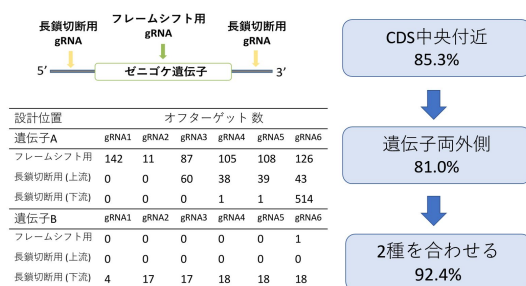 長鎖切断用
gRNA
フレームシフト用
gRNA
長鎖切断用
gRNA
5’ ゼニゴケ遺伝子 3’
設計位置 オフターゲット 数
遺伝子A gRNA1 gRNA2 gRNA3 gRNA4 gRNA5 gRNA6
フレームシフト用 142 11 87 105 108 126
長鎖切断用 (上流) 0 0 60 38 39 43
長鎖切断用 (下流) 0 0 0 1 1 514
遺伝子B gRNA1 gRNA2 gRNA3 gRNA4 gRNA5 gRNA6
フレームシフト用 0 0 0 0 0 1
長鎖切断用 (上流) 0 0 0 0 0 0
長鎖切断用 (下流) 4 17 17 18 18 18
CDS中央付近
85.3%
遺伝子両外側
81.0%
2種を合わせる
92.4%